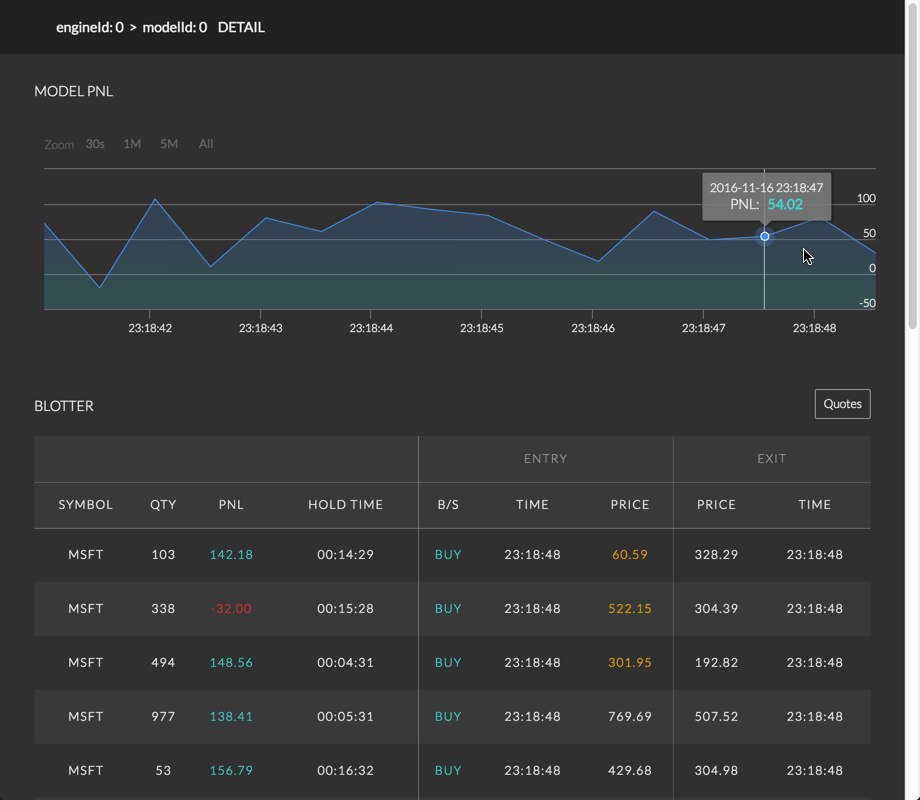 engineId: 0 > modelId: 0 DETAIL
MODEL PNL
Zoom 30s 1M 5M All
2016-11-16 23:18:47
PNL: 54.02
100
50
0
-50
23:18:42 23:18:43 23:18:44 23:18:45 23:18:46 23:18:47 23:18:48
BLOTTER Quotes
ENTRY EXIT
SYMBOL QTY PNL HOLD TIME B/S TIME PRICE PRICE TIME
MSFT 103 142.18 00:14:29 BUY 23:18:48 60.59 328.29 23:18:48
MSFT 338 -32.00 00:15:28 BUY 23:18:48 522.15 304.39 23:18:48
MSFT 494 148.56 00:04:31 BUY 23:18:48 301.95 192.82 23:18:48
MSFT 977 138.41 00:05:31 BUY 23:18:48 769.69 507.52 23:18:48
MSFT 53 156.79 00:16:32 BUY 23:18:48 429.68 304.98 23:18:48